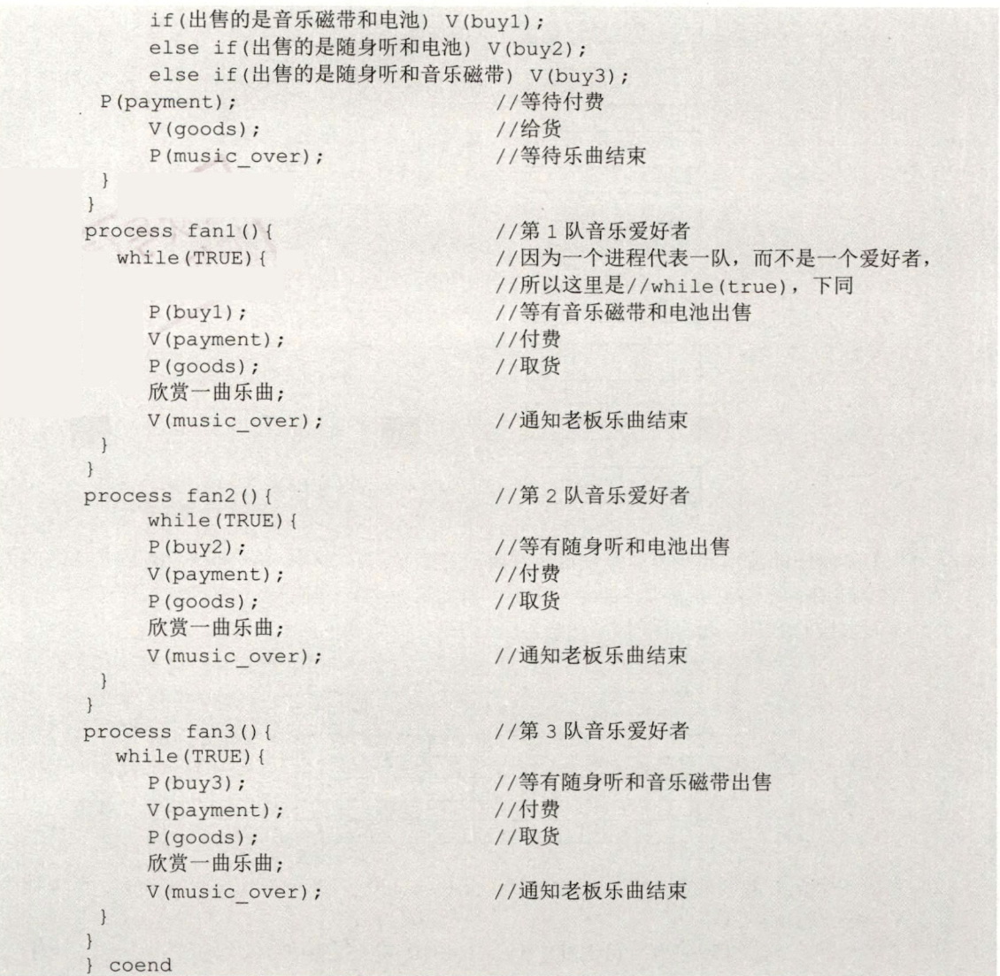 if(出售的是音乐磁带和电池) V(buy1);
else if(出售的是随身听和电池) V(buy2);
else if(出售的是随身听和音乐磁带) V(buy3);
P(payment); //等待付费
V(goods); //给货
P(music_over); //等待乐曲结束
}
}
process fan1(){ //第1队音乐爱好者
while(TRUE){ //因为一个进程代表一队，而不是一个爱好者，
//所以这里是//while(true)，下同
P(buy1); //等有音乐磁带和电池出售
V(payment); //付费
P(goods); //取货
欣赏一曲乐曲;
V(music_over); //通知老板乐曲结束
}
}
process fan2(){ //第2队音乐爱好者
while(TRUE){
P(buy2); //等有随身听和电池出售
V(payment); //付费
P(goods); //取货
欣赏一曲乐曲;
V(music_over); //通知老板乐曲结束
}
}
process fan3(){ //第3队音乐爱好者
while(TRUE){
P(buy3); //等有随身听和音乐磁带出售
V(payment); //付费
P(goods); //取货
欣赏一曲乐曲;
V(music_over); //通知老板乐曲结束
}
}
} coend